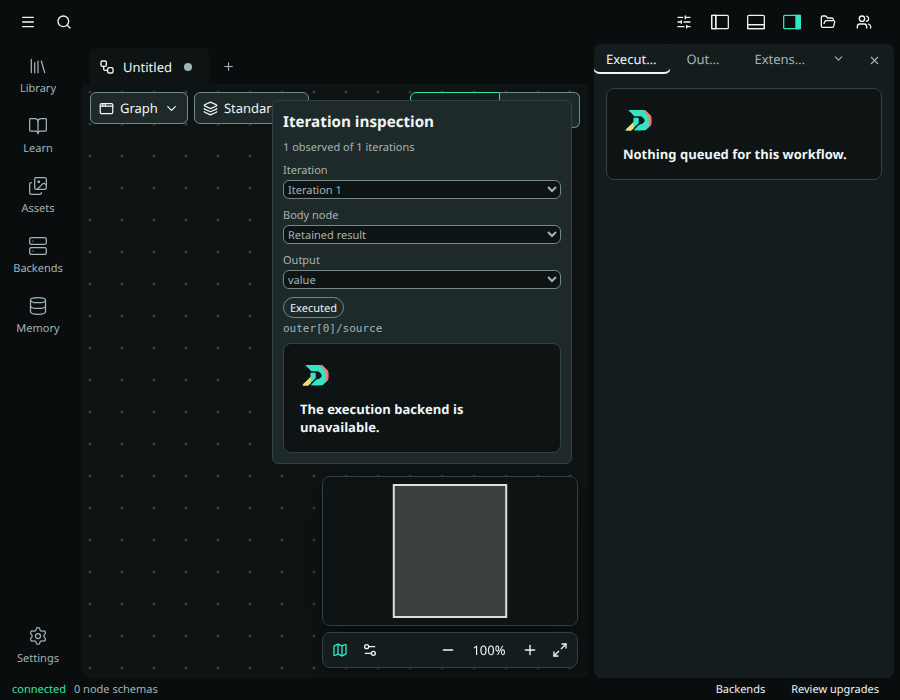 Untitled
Execut...
Out...
Extens...
Library
Learn
Assets
Backends
Memory
Settings
Graph
Standar
Iteration inspection
1 observed of 1 iterations
Iteration
Iteration 1
Body node
Retained result
Output
value
Executed
outer[0]/source
The execution backend is
unavailable.
Nothing queued for this workflow.
100%
connected
0 node schemas
Backends
Review upgrades